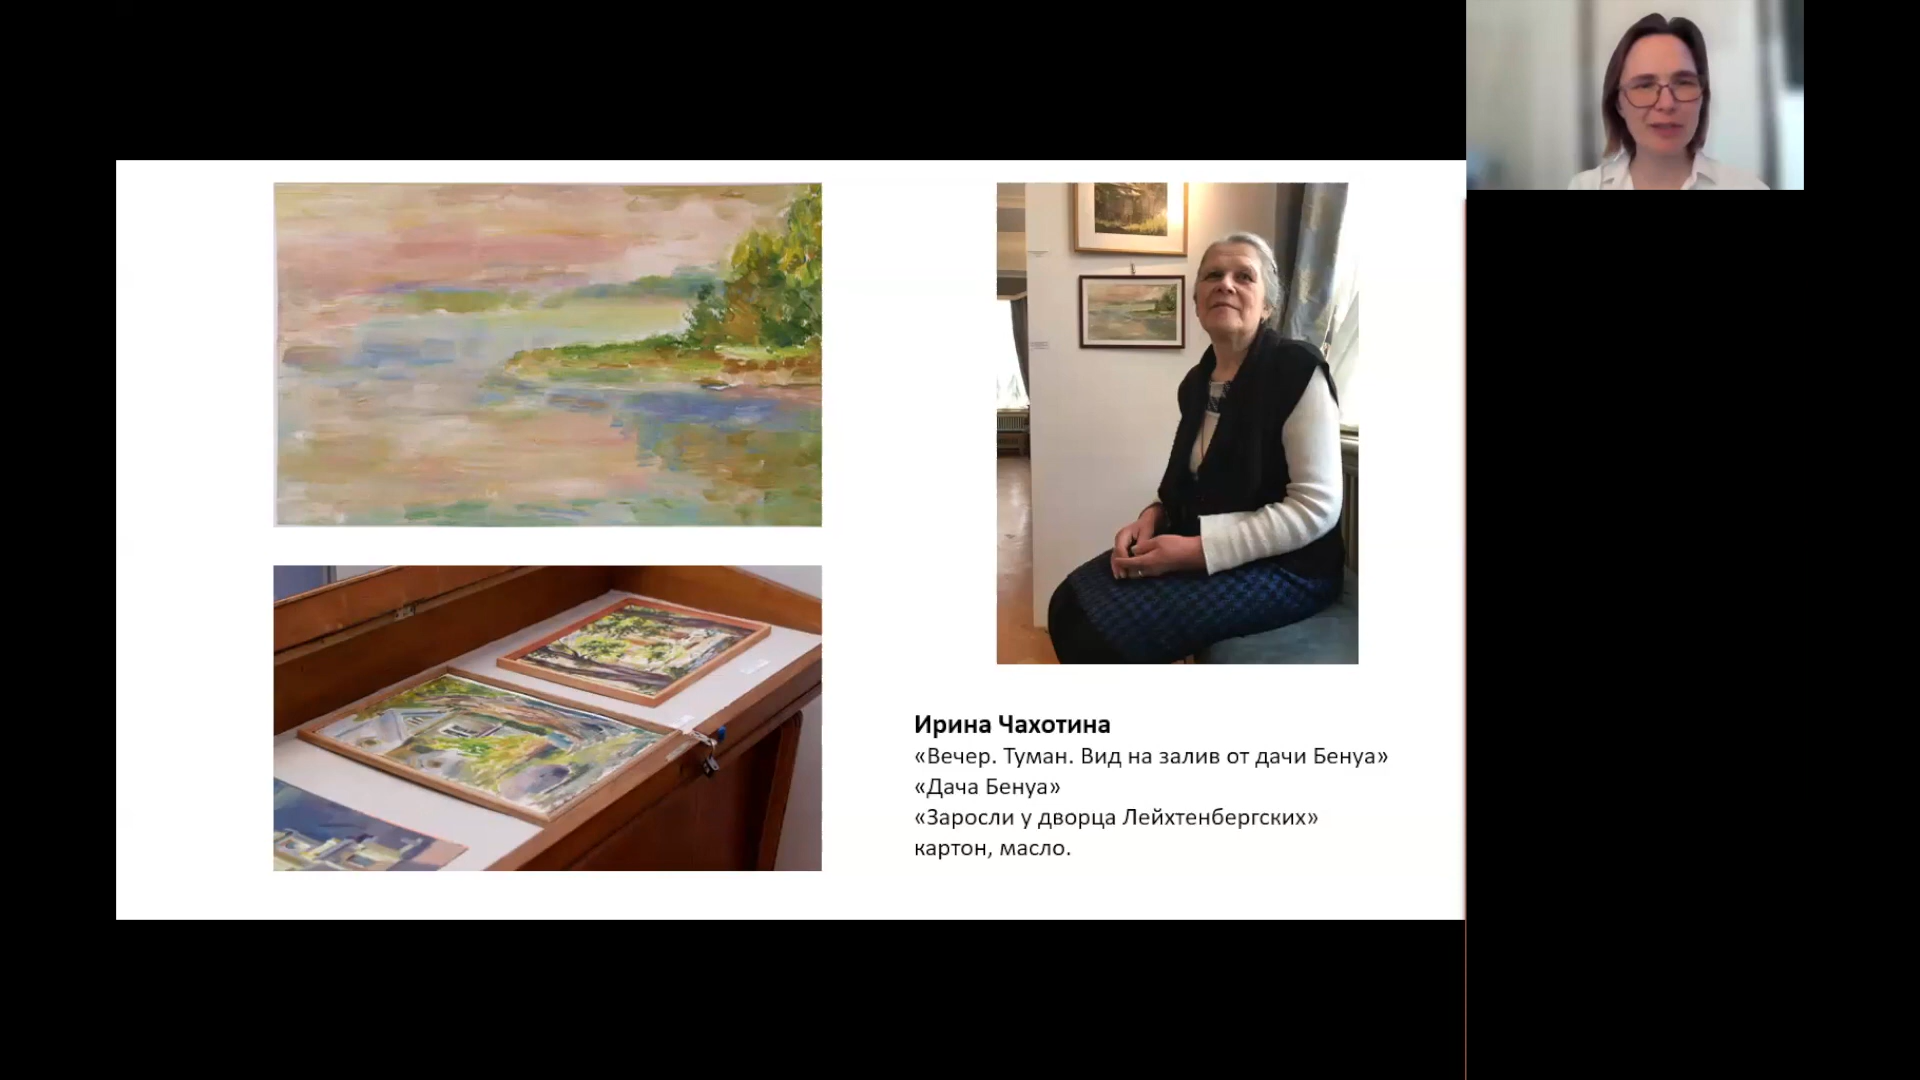 Ирина Чахотина
«Вечер. Туман. Вид на залив от дачи Бенуа»
«Дача Бенуа»
«Заросли у дворца Лейхтенбергских»
картон, масло.